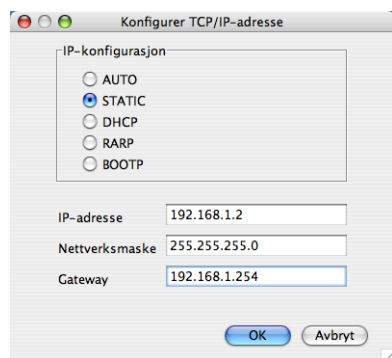 Konfigurer TCP/IP-adresse
IP-konfigurasjon
AUTO
STATIC
DHCP
RARP
BOOTP
IP-adresse 192.168.1.2
Nettverksmaske 255.255.255.0
Gateway 192.168.1.254
OK Avbryt